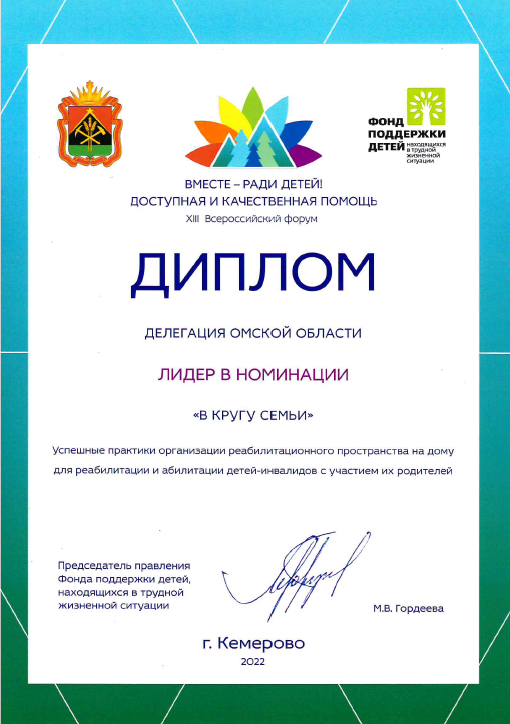 ФОНД
ПОДДЕРЖКИ
ДЕТЕЙ находящихся
в трудной
жизненной
ситуации
ВМЕСТЕ – РАДИ ДЕТЕЙ!
ДОСТУПНАЯ И КАЧЕСТВЕННАЯ ПОМОЩЬ
XIII Всероссийский форум
ДИПЛОМ
ДЕЛЕГАЦИЯ ОМСКОЙ ОБЛАСТИ
ЛИДЕР В НОМИНАЦИИ
«В КРУГУ СЕМЬИ»
Успешные практики организации реабилитационного пространства на дому
для реабилитации и абилитации детей-инвалидов с участием их родителей
Председатель правления
Фонда поддержки детей,
находящихся в трудной
жизненной ситуации
М.В. Гордеева
г. Кемерово
2022